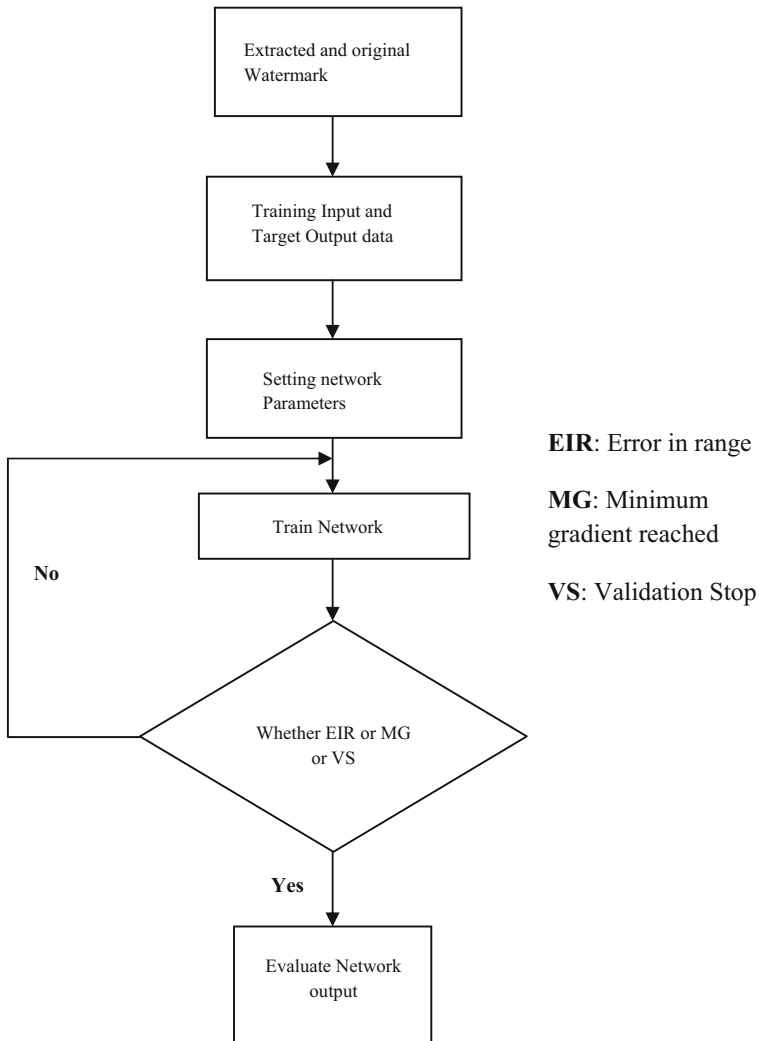 Extracted and original
Watermark
Training Input and
Target Output data
Setting network
Parameters
EIR: Error in range
MG: Minimum
gradient reached
VS: Validation Stop
Train Network
No
Whether EIR or MG
or VS
Yes
Evaluate Network
output